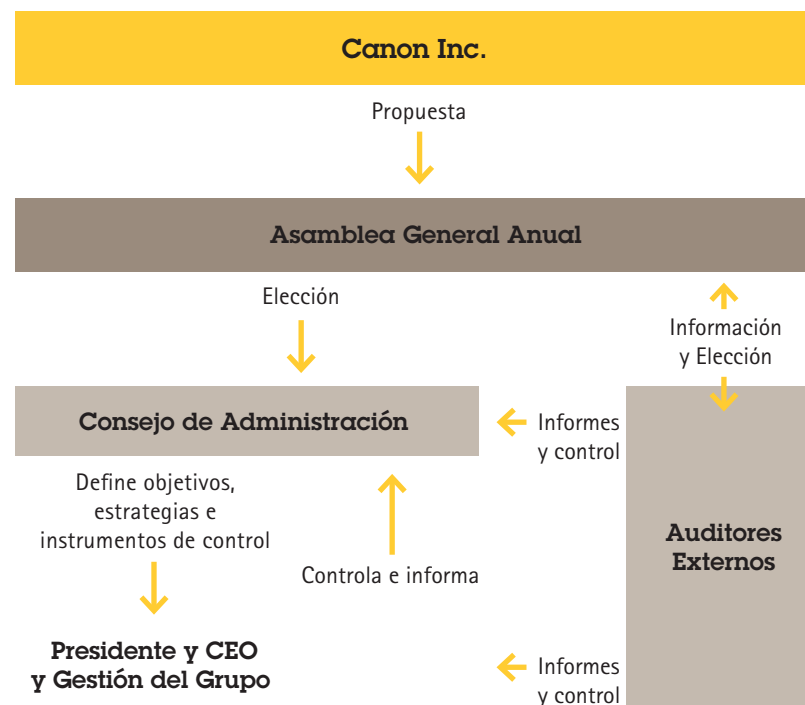 Canon Inc.
Propuesta
Asamblea General Anual
Elección
Información
y Elección
Consejo de Administración
Informes
y control
Define objetivos,
estrategias e
instrumentos de control
Controla e informa
Auditores
Externos
Presidente y CEO
y Gestión del Grupo
Informes
y control